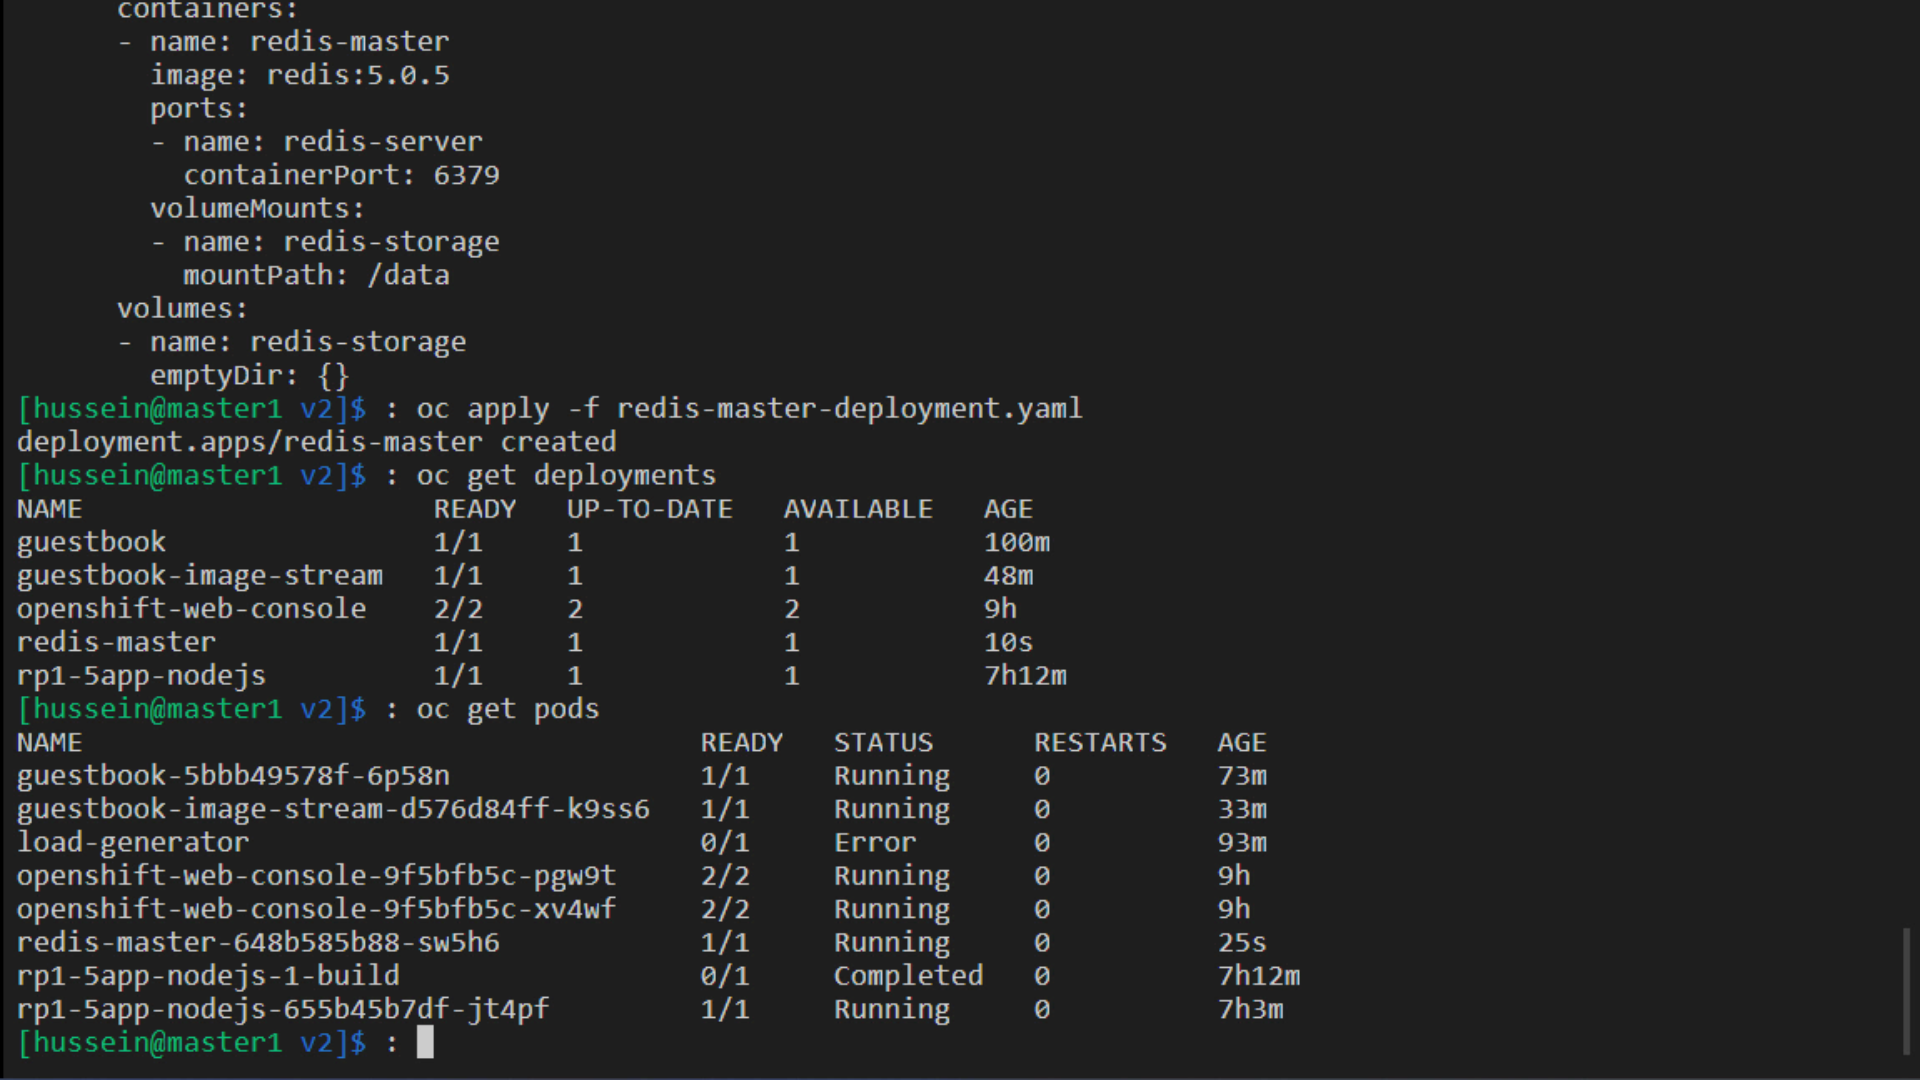 containers:
      - name: redis-master
        image: redis:5.0.5
        ports:
        - name: redis-server
          containerPort: 6379
        volumeMounts:
        - name: redis-storage
          mountPath: /data
      volumes:
      - name: redis-storage
        emptyDir: {}
[hussein@master1 v2]$ : oc apply -f redis-master-deployment.yaml
deployment.apps/redis-master created
[hussein@master1 v2]$ : oc get deployments
NAME                     READY   UP-TO-DATE   AVAILABLE   AGE
guestbook                1/1     1            1           100m
guestbook-image-stream   1/1     1            1           48m
openshift-web-console    2/2     2            2           9h
redis-master             1/1     1            1           10s
rp1-5app-nodejs          1/1     1            1           7h12m
[hussein@master1 v2]$ : oc get pods
NAME                                     READY   STATUS      RESTARTS   AGE
guestbook-5bbb49578f-6p58n               1/1     Running     0          73m
guestbook-image-stream-d576d84ff-k9ss6   1/1     Running     0          33m
load-generator                           0/1     Error       0          93m
openshift-web-console-9f5bfb5c-pgw9t     2/2     Running     0          9h
openshift-web-console-9f5bfb5c-xv4wf     2/2     Running     0          9h
redis-master-648b585b88-sw5h6            1/1     Running     0          25s
rp1-5app-nodejs-1-build                  0/1     Completed   0          7h12m
rp1-5app-nodejs-655b45b7df-jt4pf         1/1     Running     0          7h3m
[hussein@master1 v2]$ :